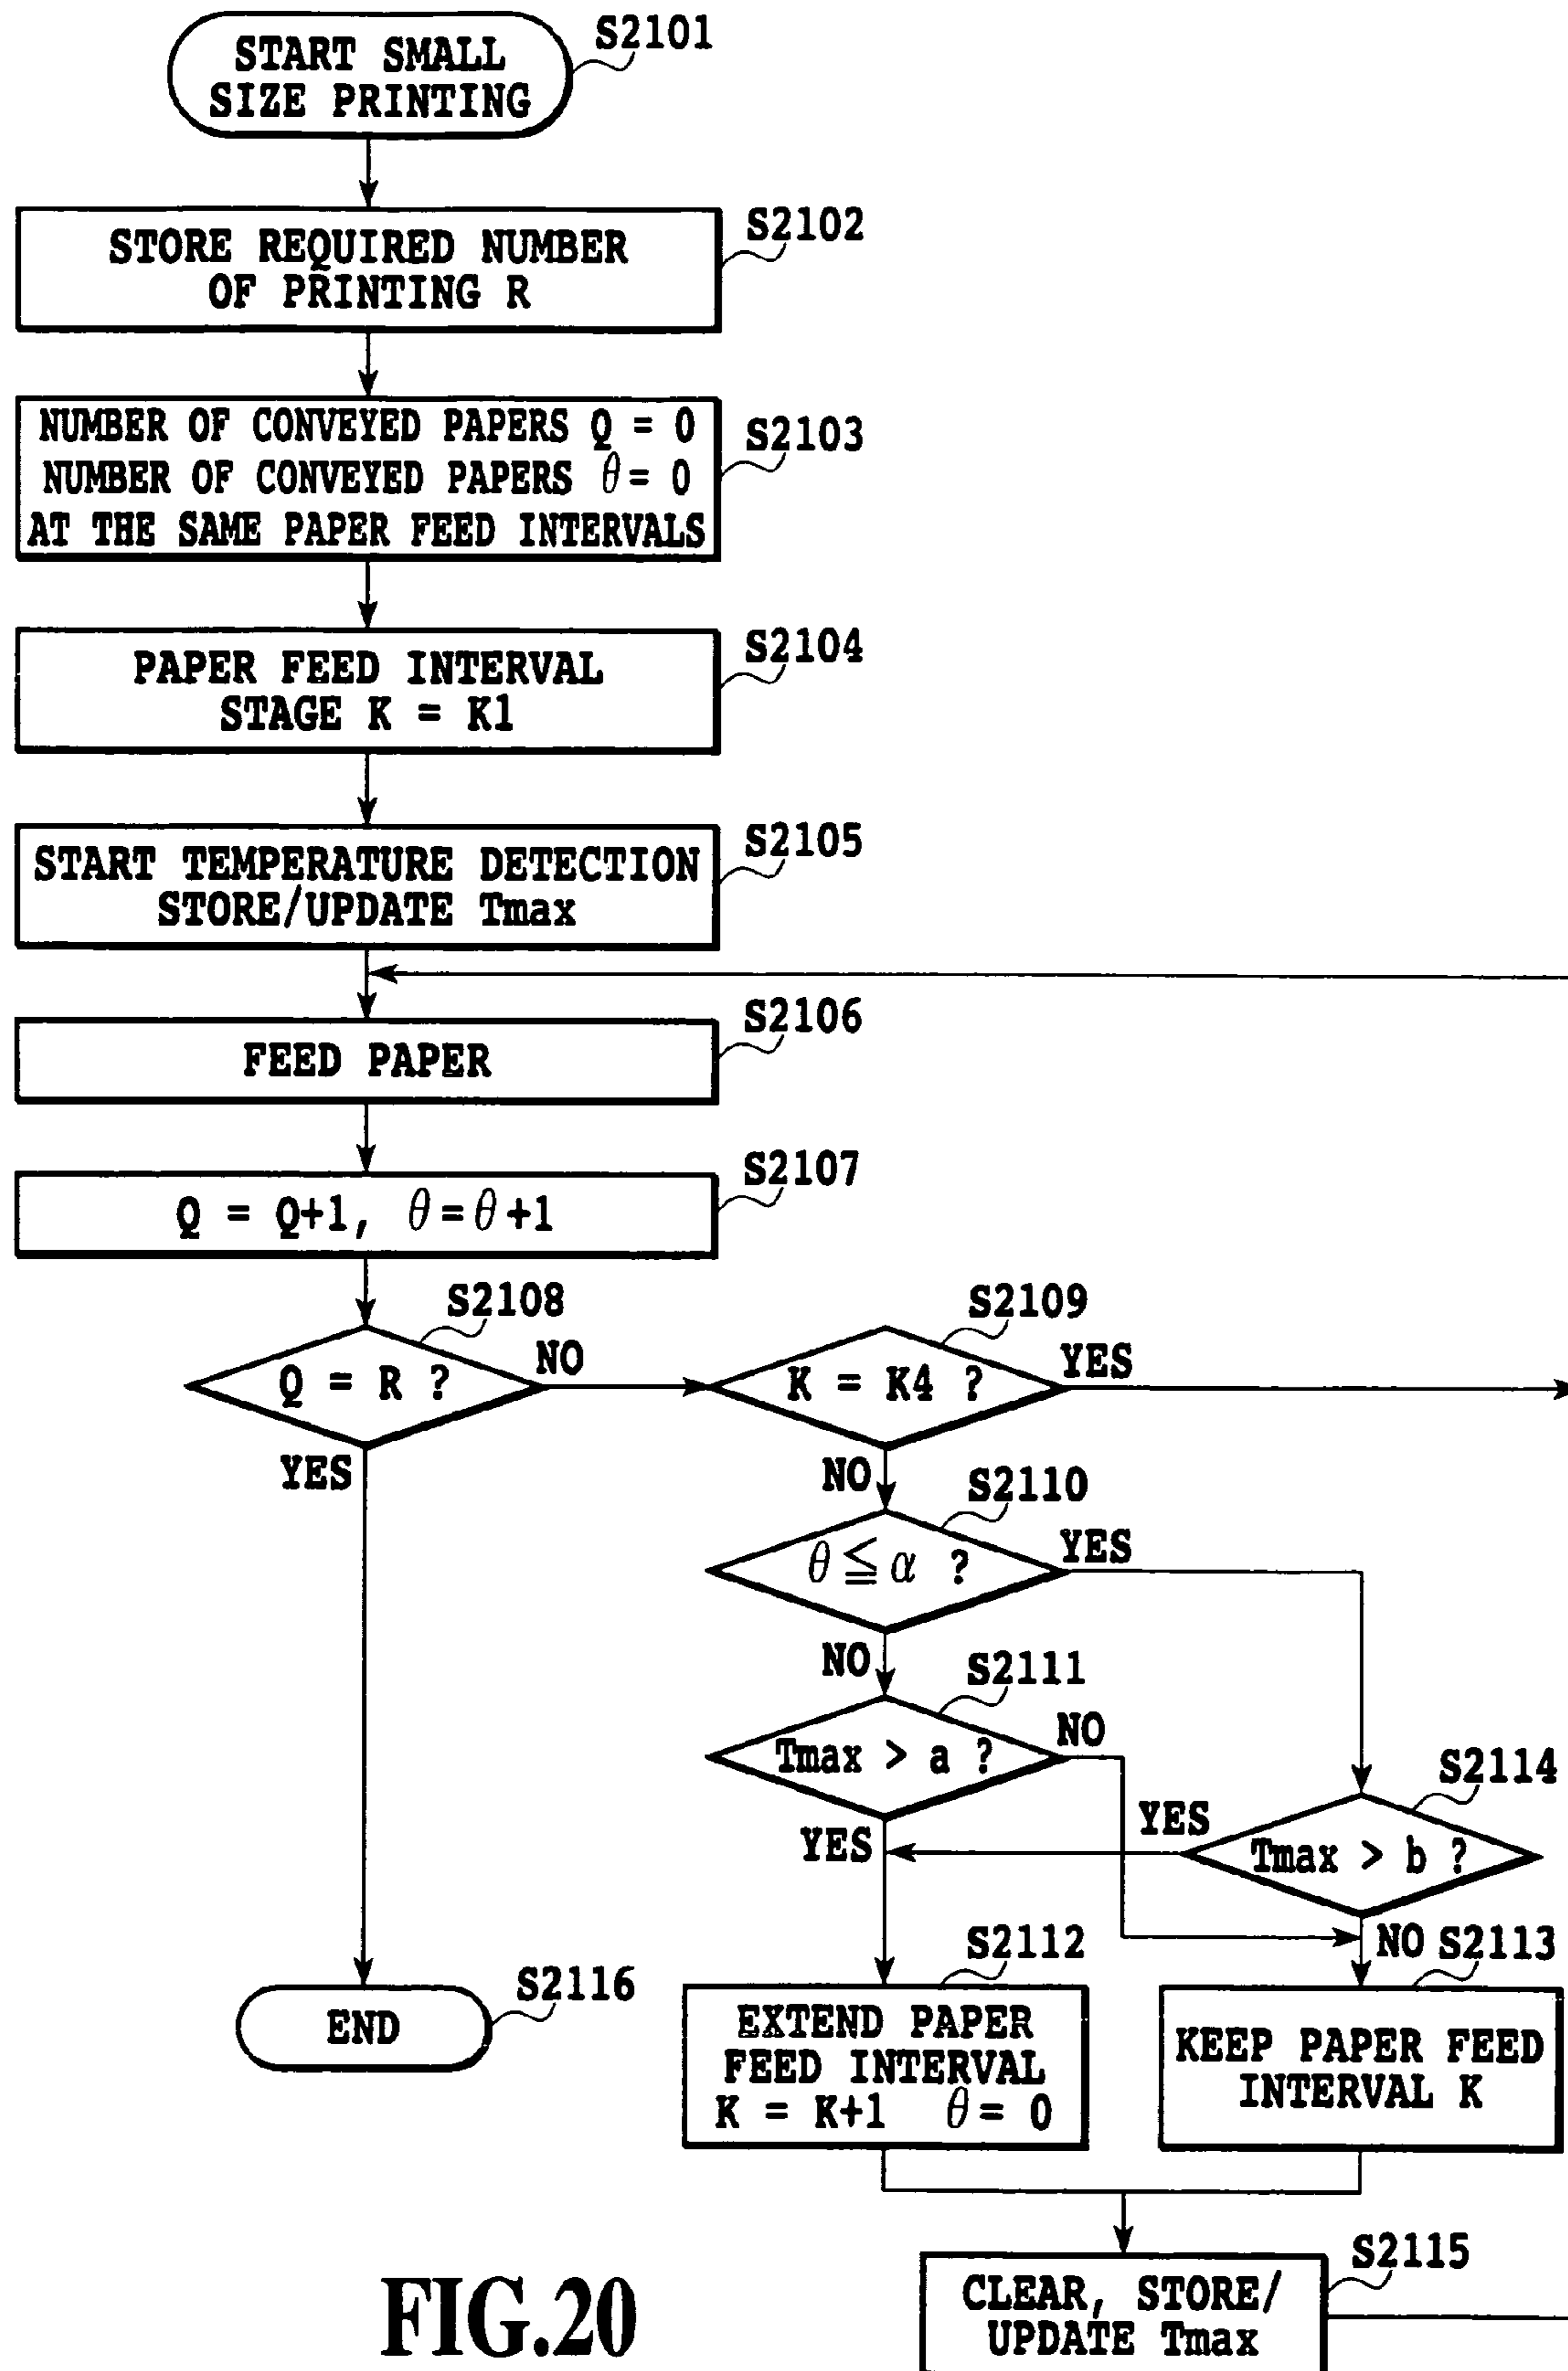 START SMALL
SIZE PRINTING
S2101
STORE REQUIRED NUMBER
OF PRINTING R
S2102
NUMBER OF CONVEYED PAPERS Q = 0
NUMBER OF CONVEYED PAPERS θ = 0
AT THE SAME PAPER FEED INTERVALS
S2103
PAPER FEED INTERVAL
STAGE K = K1
S2104
START TEMPERATURE DETECTION
STORE/UPDATE Tmax
S2105
FEED PAPER
S2106
Q = Q+1, θ = θ +1
S2107
Q = R ?
S2108
NO
YES
K = K4 ?
S2109
YES
NO
θ ≦ α ?
S2110
YES
NO
Tmax > a ?
S2111
NO
YES
Tmax > b ?
S2114
YES
NO
END
S2116
EXTEND PAPER
FEED INTERVAL
K = K+1 θ = 0
S2112
KEEP PAPER FEED
INTERVAL K
S2113
CLEAR, STORE/
UPDATE Tmax
S2115
FIG.20